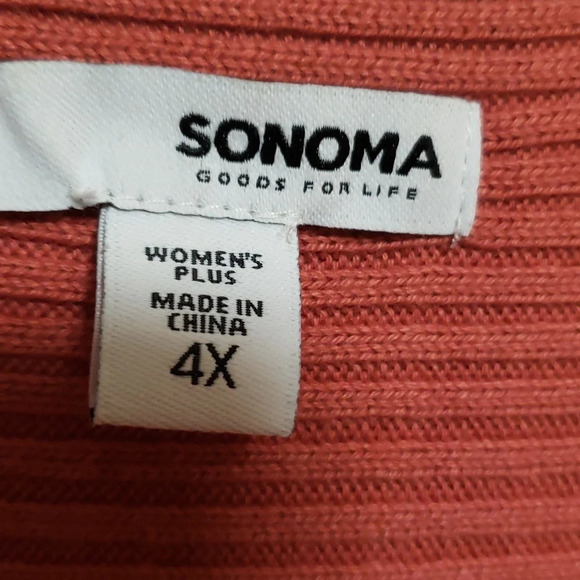 SONOMA
GOODS FOR LIFE
WOMEN'S
PLUS
MADE IN
CHINA
4X